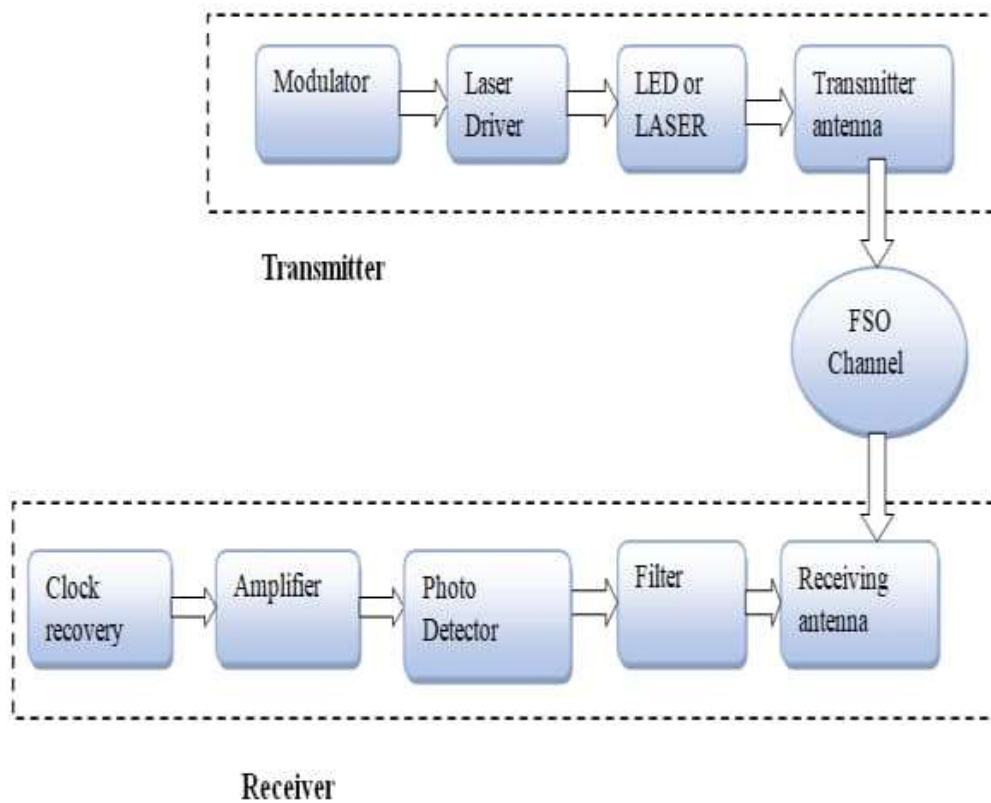 Modulator
Laser
Driver
LED or
LASER
Transmitter
antenna
Transmitter
FSO
Channel
Clock
recovery
Amplifier
Photo
Detector
Filter
Receiving
antenna
Receiver